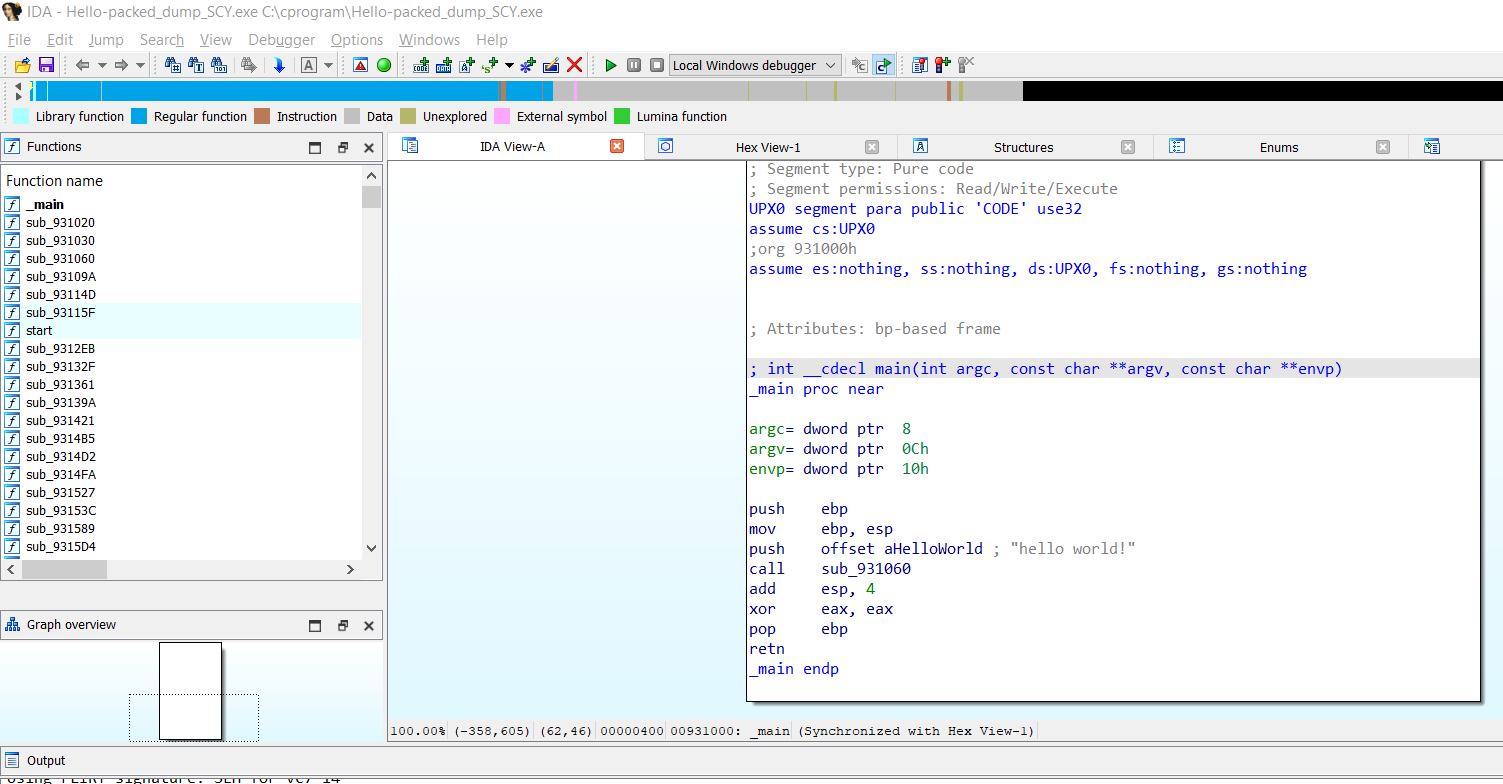 IDA - Hello-packed_dump_SCY.exe C:\cprogram\Hello-packed_dump_SCY.exe
File Edit Jump Search View Debugger Options Windows Help
Local Windows debugger
Library function Regular function Instruction Data Unexplored External symbol Lumina function
Functions
IDA View-A Hex View-1 Structures Enums
Function name
_main
sub_931020
sub_931030
sub_931060
sub_93109A
sub_93114D
sub_93115F
start
sub_9312EB
sub_93132F
sub_931361
sub_93139A
sub_931421
sub_9314B5
sub_9314D2
sub_9314FA
sub_931527
sub_93153C
sub_931589
sub_9315D4
Graph overview
; Segment type: Pure code
; Segment permissions: Read/Write/Execute
UPX0 segment para public 'CODE' use32
assume cs:UPX0
;org 931000h
assume es:nothing, ss:nothing, ds:UPX0, fs:nothing, gs:nothing
; Attributes: bp-based frame
; int __cdecl main(int argc, const char **argv, const char **envp)
_main proc near
argc= dword ptr 8
argv= dword ptr 0Ch
envp= dword ptr 10h
push ebp
mov ebp, esp
push offset aHelloWorld ; "hello world!"
call sub_931060
add esp, 4
xor eax, eax
pop ebp
retn
_main endp
100.00% (-358,605) (62,46) 00000400 00931000: _main (Synchronized with Hex View-1)
Output